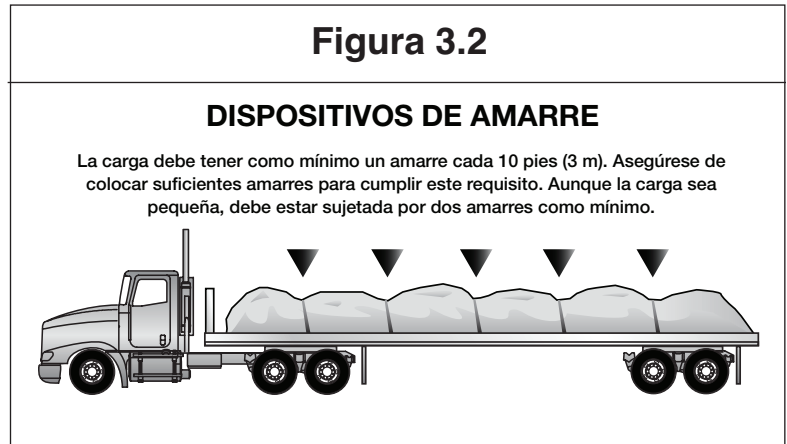 Figura 3.2
DISPOSITIVOS DE AMARRE
La carga debe tener como mínimo un amarre cada 10 pies (3 m). Asegúrese de
colocar suficientes amarres para cumplir este requisito. Aunque la carga sea
pequeña, debe estar sujetada por dos amarres como mínimo.